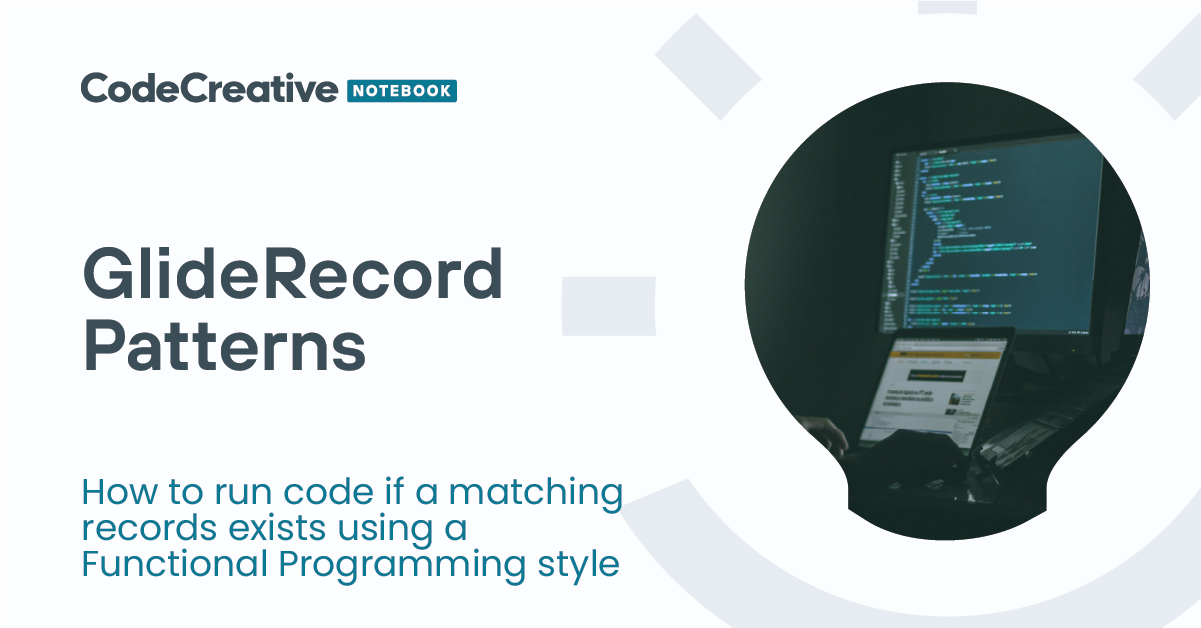 CodeCreative NOTEBOOK
GlideRecord
Patterns
How to run code if a matching
records exists using a
Functional Programming style